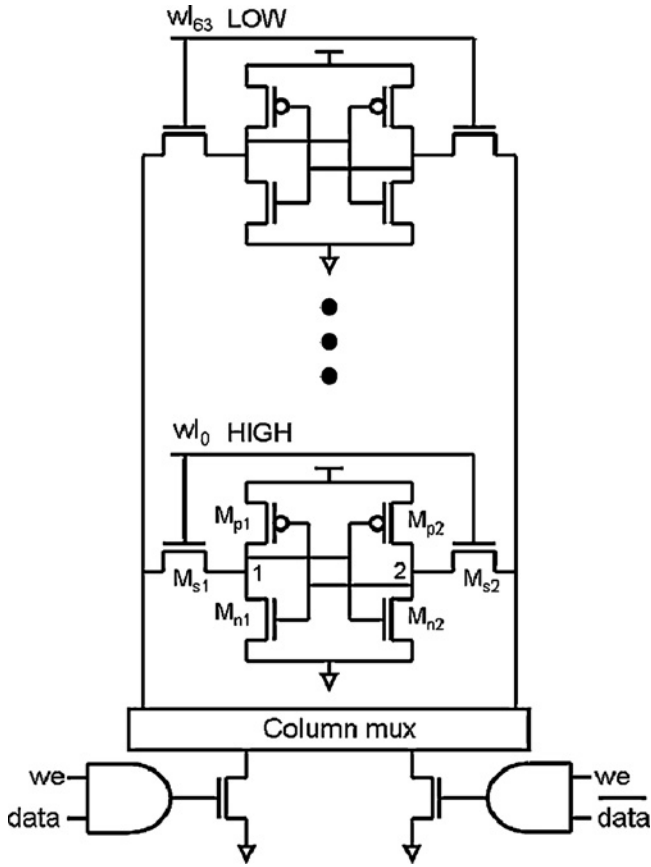 wl63 LOW
wl0 HIGH
Mp1
Mp2
1
2
Ms1
Ms2
Mn1
Mn2
Column mux
we
we
data
data